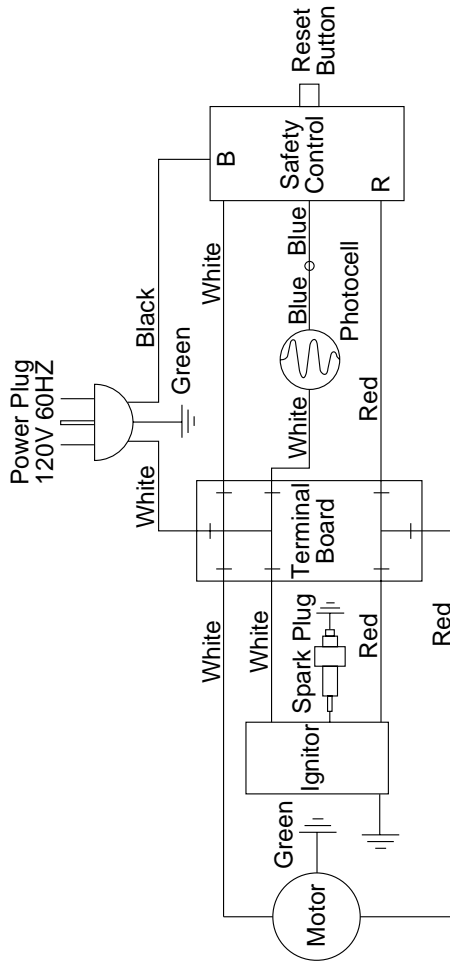 Power Plug
120V 60HZ
White
Black
Green
White
White
White
White
Blue
Blue
Red
Red
Red
Photocell
B
R
Safety
Control
Reset
Button
Terminal
Board
Spark Plug
Ignitor
Green
Motor